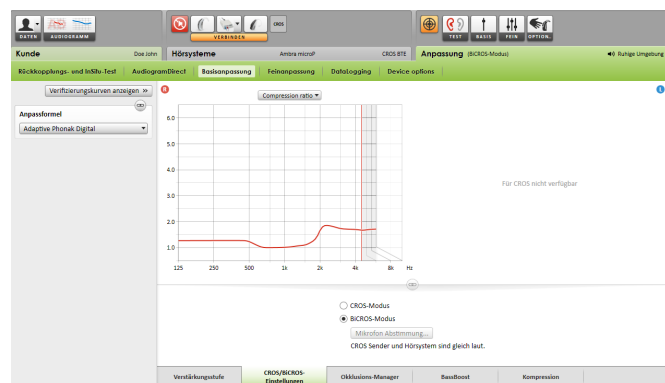 CROS
DATEN AUDIOGRAMM VERBINDEN TEST BASIS FEIN OPTION.
Kunde Doe John Hörsysteme Ambra microP CROS BTE Anpassung (BiCROS-Modus) Ruhige Umgebung
Rückkopplungs- und InSitu-Test AudiogramDirect Basisanpassung Feinanpassung DataLogging Device options
Verifizierungskurven anzeigen »
R Compression ratio L
Anpassformel
Adaptive Phonak Digital
6.0
5.0
4.0
3.0
2.0
1.0
Für CROS nicht verfügbar
125 250 500 1k 2k 4k 8k Hz
CROS-Modus
BiCROS-Modus
Mikrofon Abstimmung...
CROS Sender und Hörsystem sind gleich laut.
Verstärkungsstufe CROS/BiCROS- Okklusions-Manager BassBoost Kompression
Einstellungen